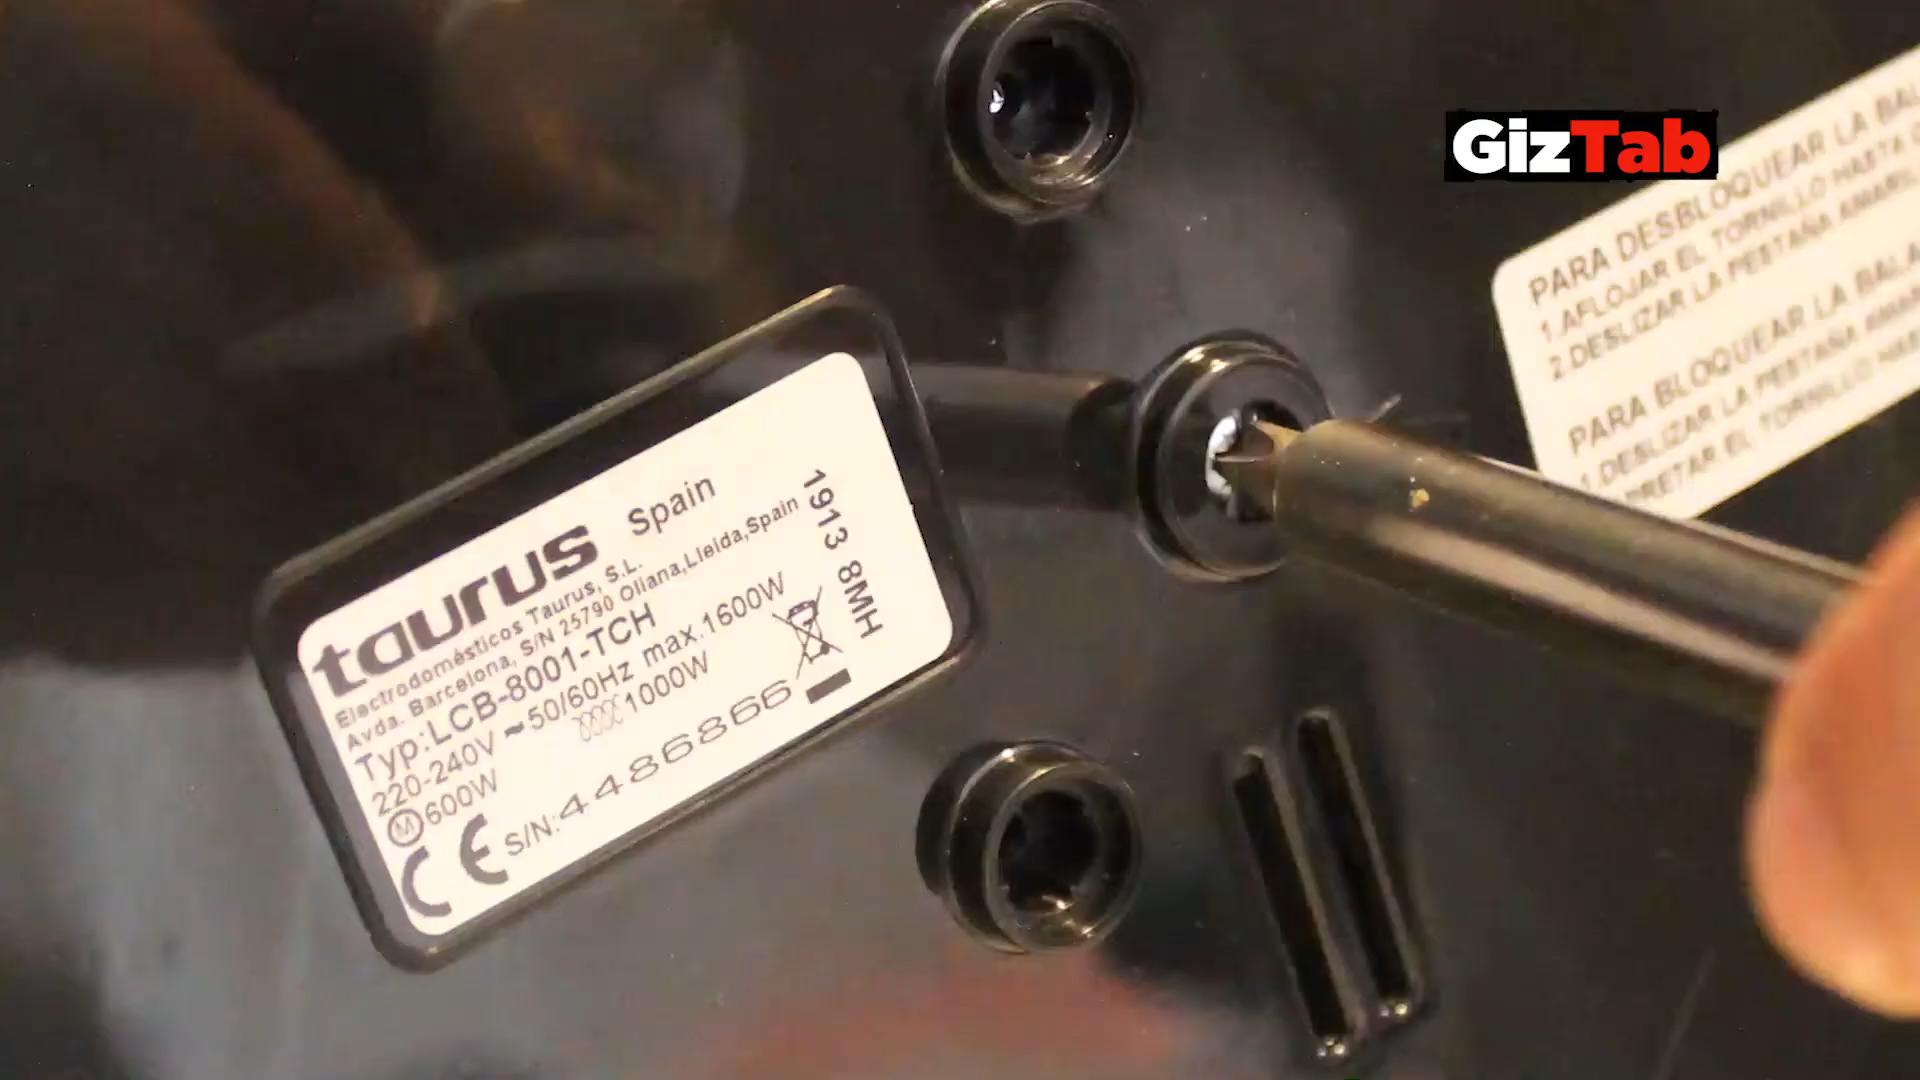 GizTab
taurus Spain
Electrodomésticos Taurus, S.L.
Avda. Barcelona, S/N 25790 Oliana,Lleida,Spain
Typ:LCB-8001-TCH
220-240V ~50/60Hz max.1600W
M 600W 1000W
CE S/N:4486866
1913 8MH
PARA DESBLOQUEAR LA
1.AFLOJAR EL TORNILLO HASTA
2.DESLIZAR LA PESTAÑA
PARA BLOQUEAR LA
1.DESLIZAR LA PESTAÑA
EL TORNILLO